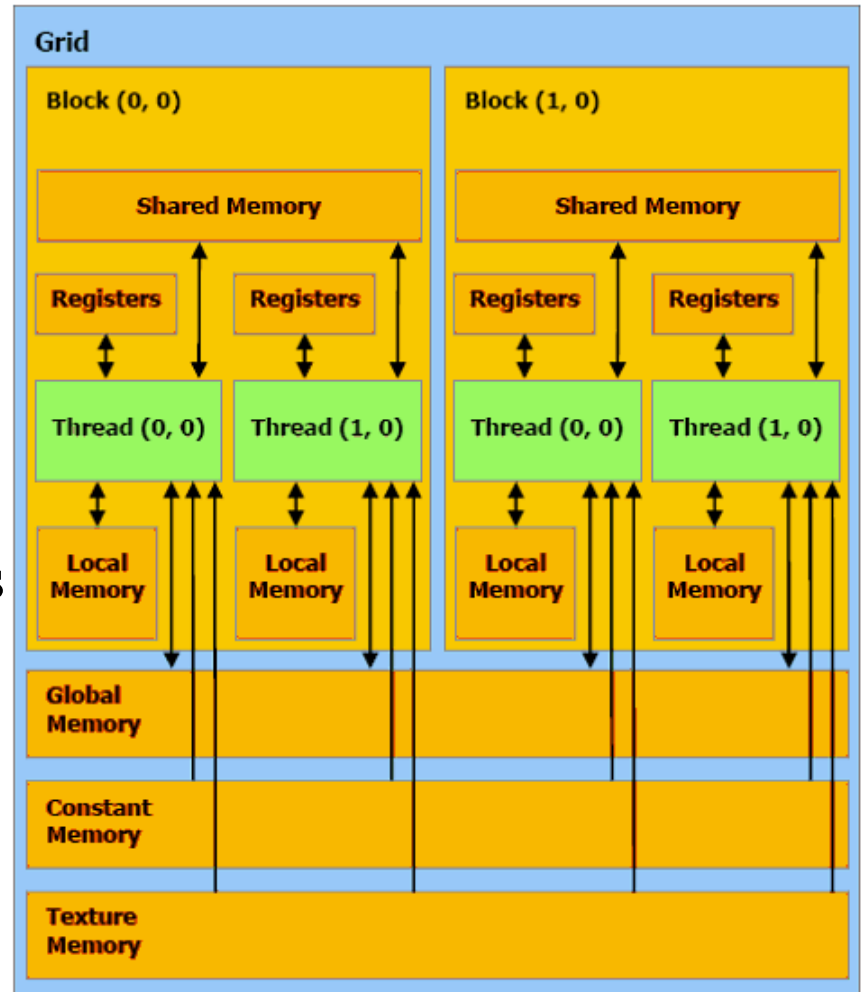 Grid
Block (0, 0)
Block (1, 0)
Shared Memory
Shared Memory
Registers
Registers
Registers
Registers
Thread (0, 0)
Thread (1, 0)
Thread (0, 0)
Thread (1, 0)
Local
Memory
Local
Memory
Local
Memory
Local
Memory
s
Global
Memory
Constant
Memory
Texture
Memory